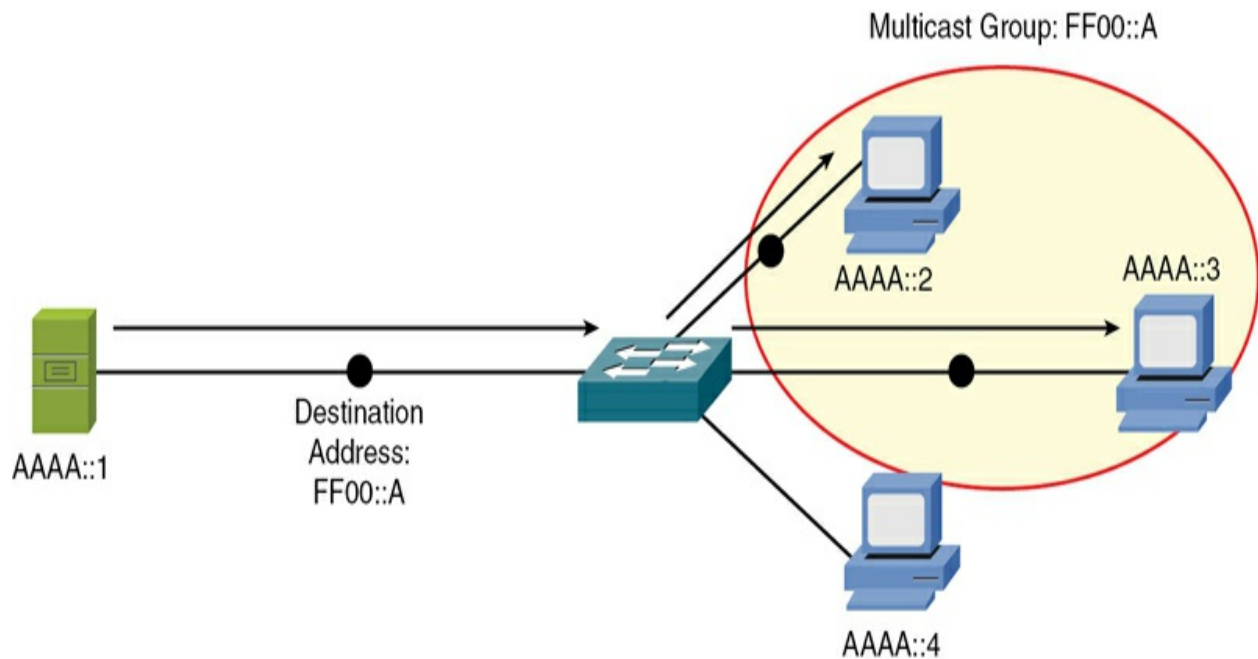 Multicast Group: FF00::A
AAAA::2
AAAA::3
Destination
Address:
FF00::A
AAAA::1
AAAA::4